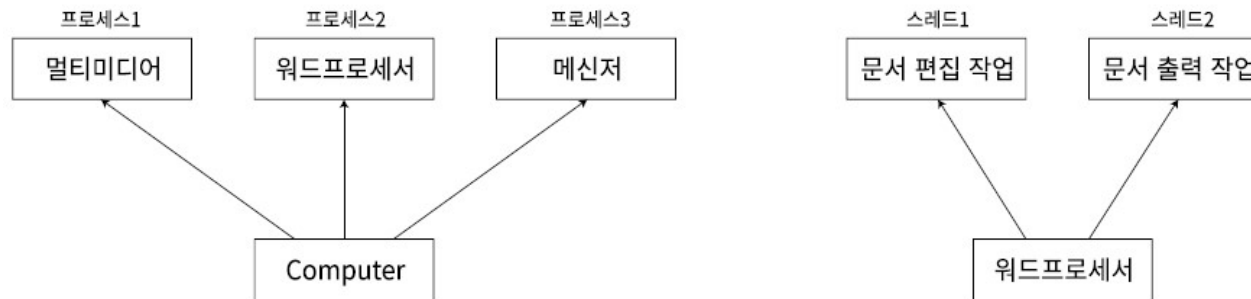 프로세스1 프로세스2 프로세스3 스레드1 스레드2
멀티미디어 워드프로세서 메신저 문서 편집 작업 문서 출력 작업
Computer 워드프로세서